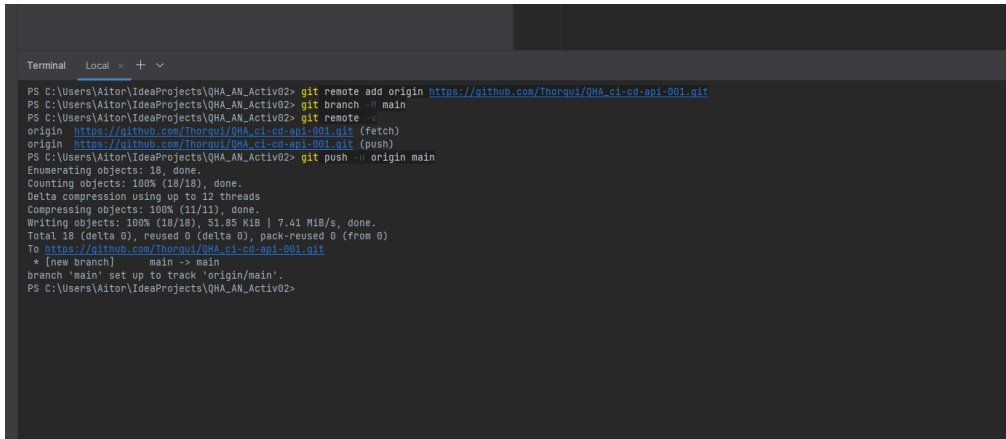 Terminal Local × +
PS C:\Users\Aitor\IdeaProjects\QHA_AN_Activ02> git remote add origin https://github.com/Thorqui/QHA_ci-cd-api-001.git
PS C:\Users\Aitor\IdeaProjects\QHA_AN_Activ02> git branch -M main
PS C:\Users\Aitor\IdeaProjects\QHA_AN_Activ02> git remote -v
origin https://github.com/Thorqui/QHA_ci-cd-api-001.git (fetch)
origin https://github.com/Thorqui/QHA_ci-cd-api-001.git (push)
PS C:\Users\Aitor\IdeaProjects\QHA_AN_Activ02> git push -u origin main
Enumerating objects: 18, done.
Counting objects: 100% (18/18), done.
Delta compression using up to 12 threads
Compressing objects: 100% (11/11), done.
Writing objects: 100% (18/18), 51.85 KiB | 7.41 MiB/s, done.
Total 18 (delta 0), reused 0 (delta 0), pack-reused 0 (from 0)
To https://github.com/Thorqui/QHA_ci-cd-api-001.git
 * [new branch]      main -> main
branch 'main' set up to track 'origin/main'.
PS C:\Users\Aitor\IdeaProjects\QHA_AN_Activ02>